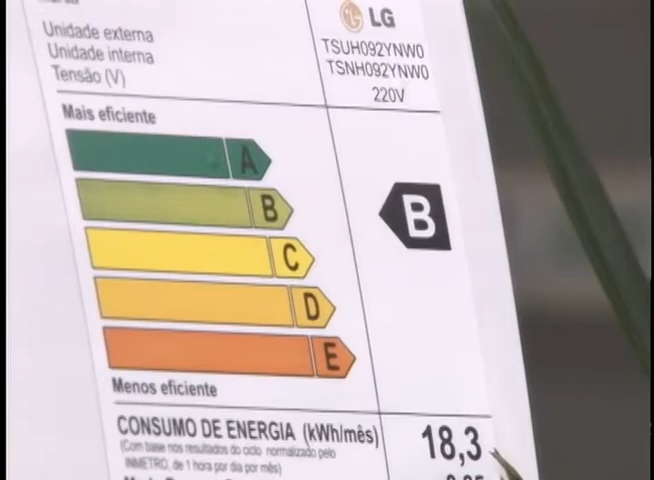 LG
Unidade externa
TSUH092YNW0
Unidade interna
TSNH092YNW0
Tensão (V)
220V
Mais eficiente
A
B
B
C
D
E
Menos eficiente
CONSUMO DE ENERGIA (kWh/mês)
18,3
(Com base nos resultados do ciclo normalizado pelo
INMETRO, de 1 hora por dia por mês)